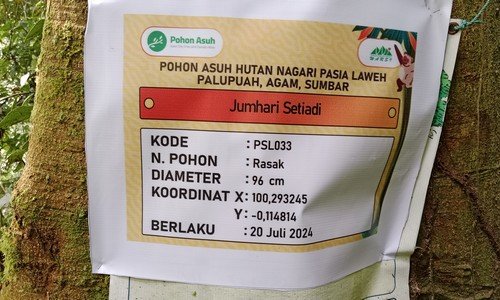 Pohon Asuh
WARSI
POHON ASUH HUTAN NAGARI PASIA LAWEH
PALUPUAH, AGAM, SUMBAR
Jumhari Setiadi
KODE : PSL033
N. POHON : Rasak
DIAMETER : 96 cm
KOORDINAT X : 100,293245
Y : -0,114814
BERLAKU : 20 Juli 2024